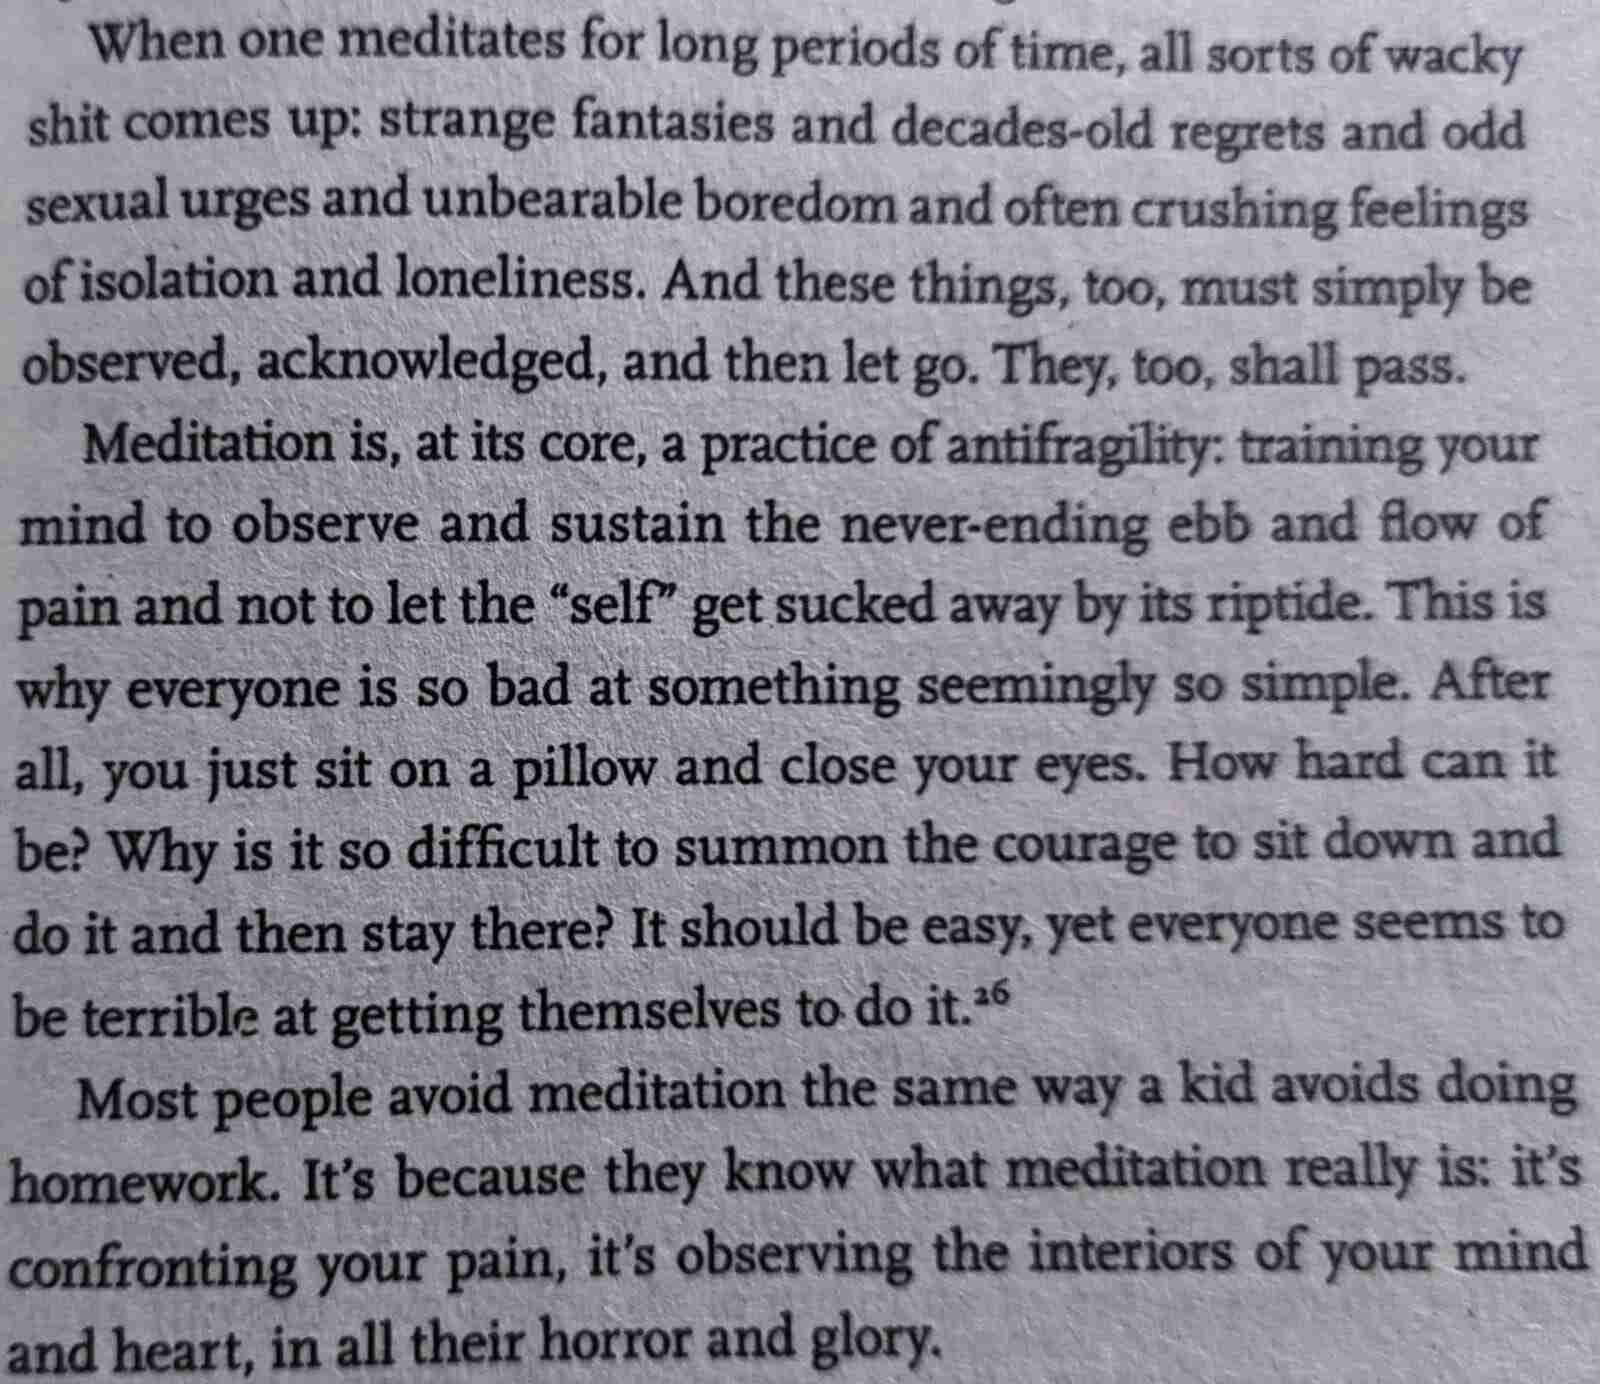 When one meditates for long periods of time, all sorts of wacky
shit comes up: strange fantasies and decades-old regrets and odd
sexual urges and unbearable boredom and often crushing feelings
of isolation and loneliness. And these things, too, must simply be
observed, acknowledged, and then let go. They, too, shall pass.
Meditation is, at its core, a practice of antifragility: training your
mind to observe and sustain the never-ending ebb and flow of
pain and not to let the “self” get sucked away by its riptide. This is
why everyone is so bad at something seemingly so simple. After
all, you just sit on a pillow and close your eyes. How hard can it
be? Why is it so difficult to summon the courage to sit down and
do it and then stay there? It should be easy, yet everyone seems to
be terrible at getting themselves to do it.²⁶
Most people avoid meditation the same way a kid avoids doing
homework. It’s because they know what meditation really is: it’s
confronting your pain, it’s observing the interiors of your mind
and heart, in all their horror and glory.